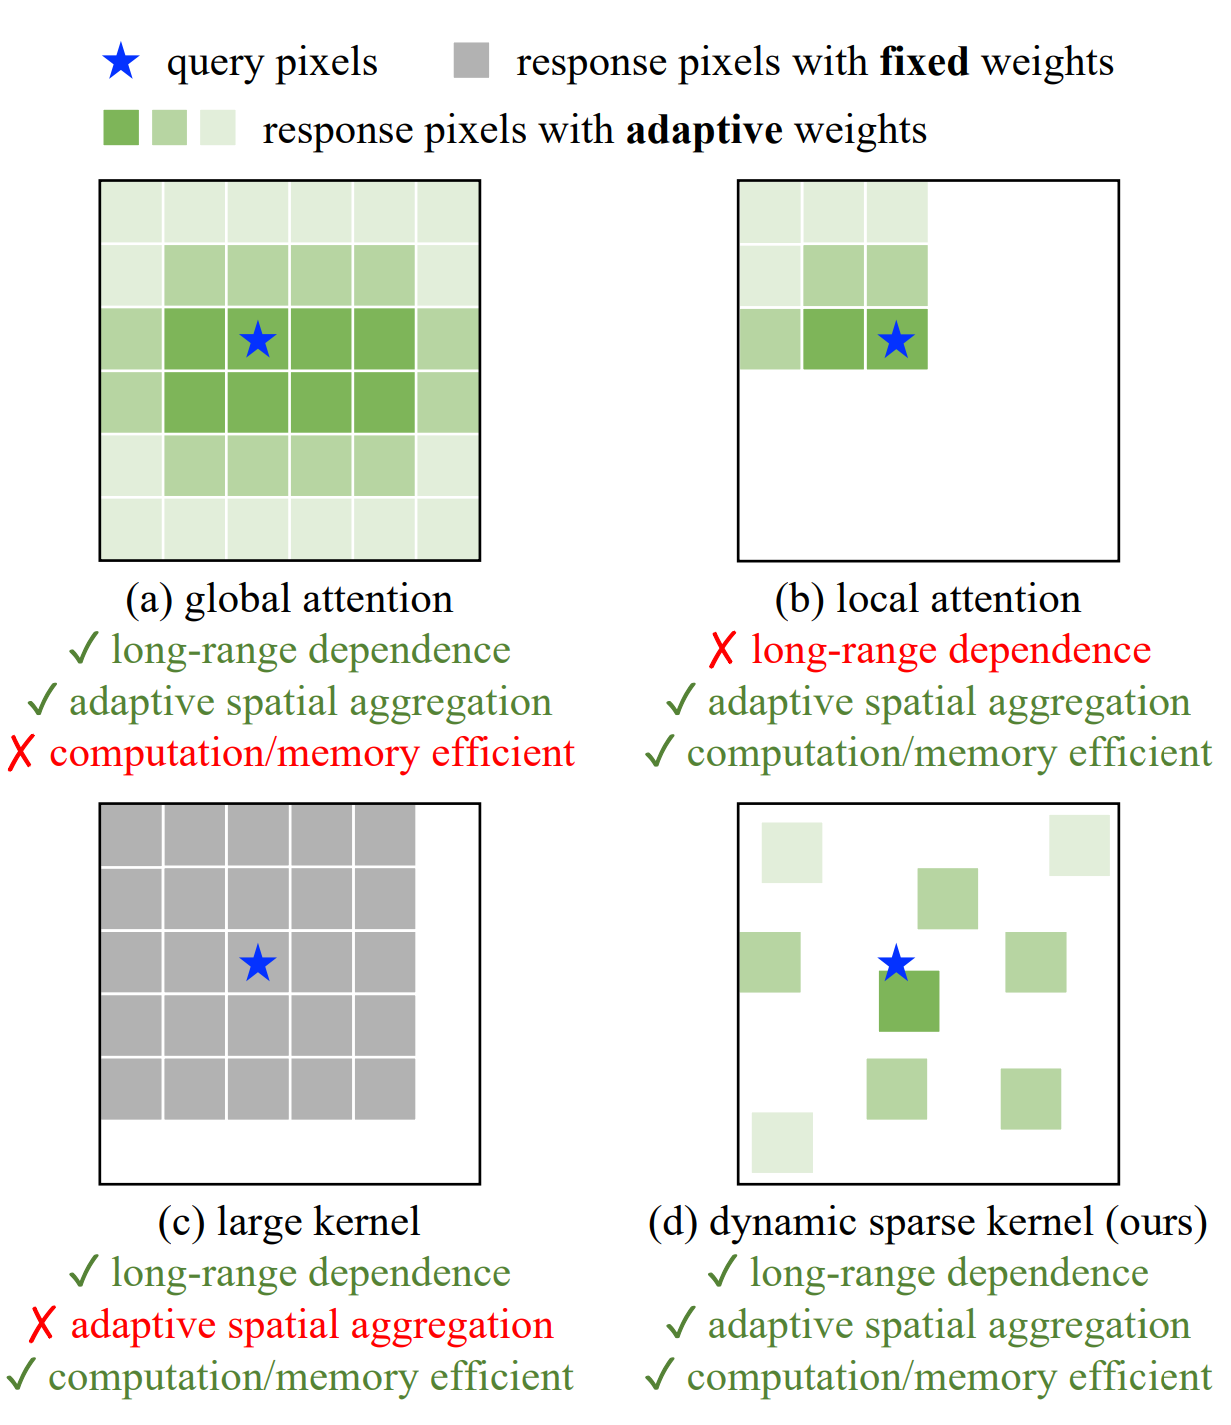 query pixels
response pixels with fixed weights
response pixels with adaptive weights
(a) global attention
✓ long-range dependence
✓ adaptive spatial aggregation
✗ computation/memory efficient
(b) local attention
✗ long-range dependence
✓ adaptive spatial aggregation
✓ computation/memory efficient
(c) large kernel
✓ long-range dependence
✗ adaptive spatial aggregation
✓ computation/memory efficient
(d) dynamic sparse kernel (ours)
✓ long-range dependence
✓ adaptive spatial aggregation
✓ computation/memory efficient